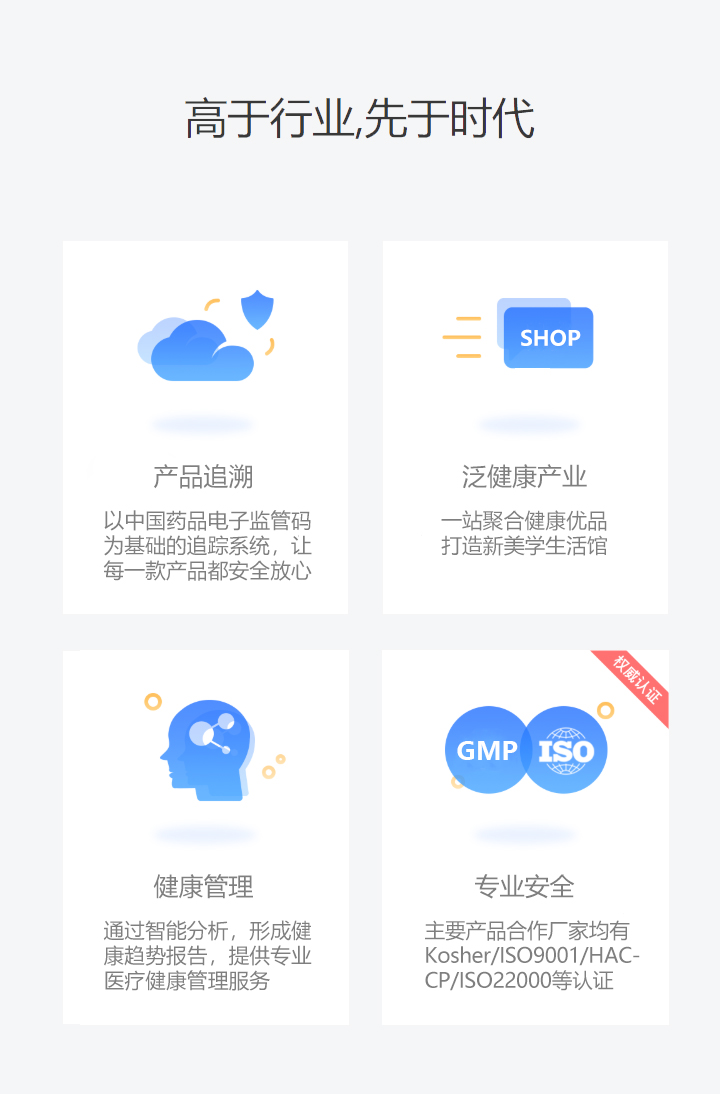 高于行业,先于时代
SHOP
产品追溯
以中国药品电子监管码
为基础的追踪系统，让
每一款产品都安全放心
泛健康产业
一站聚合健康优品
打造新美学生活馆
健康管理
通过智能分析，形成健
康趋势报告，提供专业
医疗健康管理服务
权威认证
GMP
ISO
专业安全
主要产品合作厂家均有
Kosher/ISO9001/HAC-
CP/ISO22000等认证